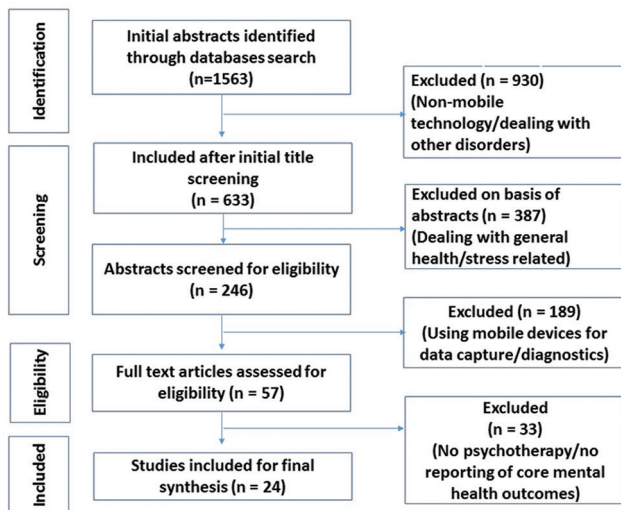 Identification
Initial abstracts identified
through databases search
(n=1563)
Excluded (n = 930)
(Non-mobile
technology/dealing with
other disorders)
Screening
Included after initial title
screening
(n = 633)
Excluded on basis of
abstracts (n = 387)
(Dealing with general
health/stress related)
Abstracts screened for eligibility
(n = 246)
Excluded (n = 189)
(Using mobile devices for
data capture/diagnostics)
Eligibility
Full text articles assessed for
eligibility (n = 57)
Excluded
(n = 33)
(No psychotherapy/no
reporting of core mental
health outcomes)
Included
Studies included for final
synthesis (n = 24)